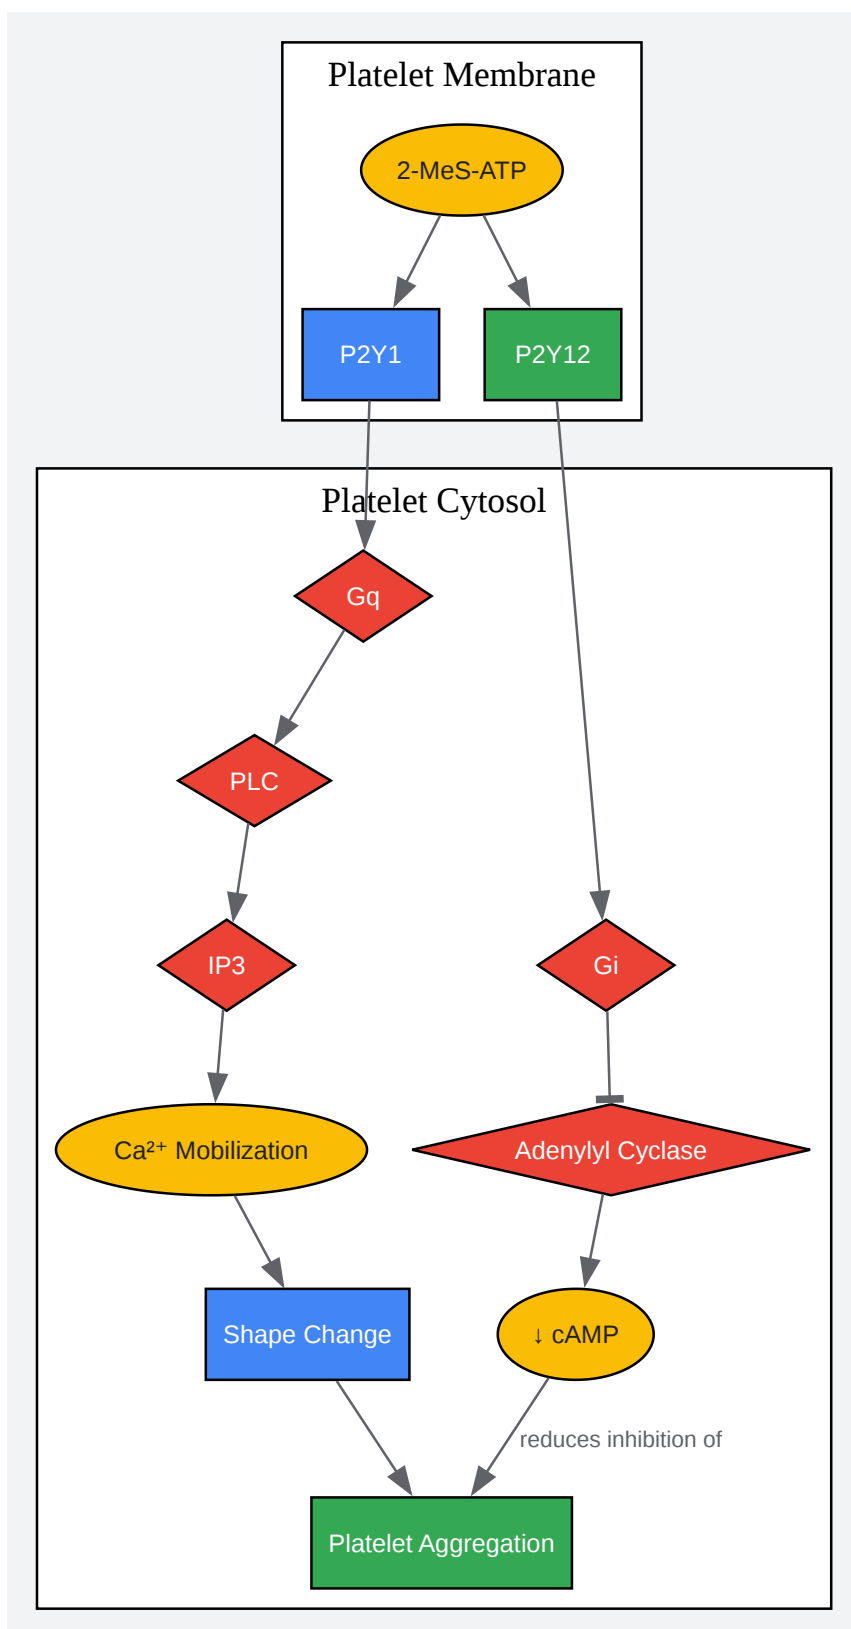 Platelet Membrane
2-MeS-ATP
P2Y1
P2Y12
Platelet Cytosol
Gq
PLC
IP3
Gi
Ca²⁺ Mobilization
Adenylyl Cyclase
Shape Change
↓ cAMP
reduces inhibition of
Platelet Aggregation